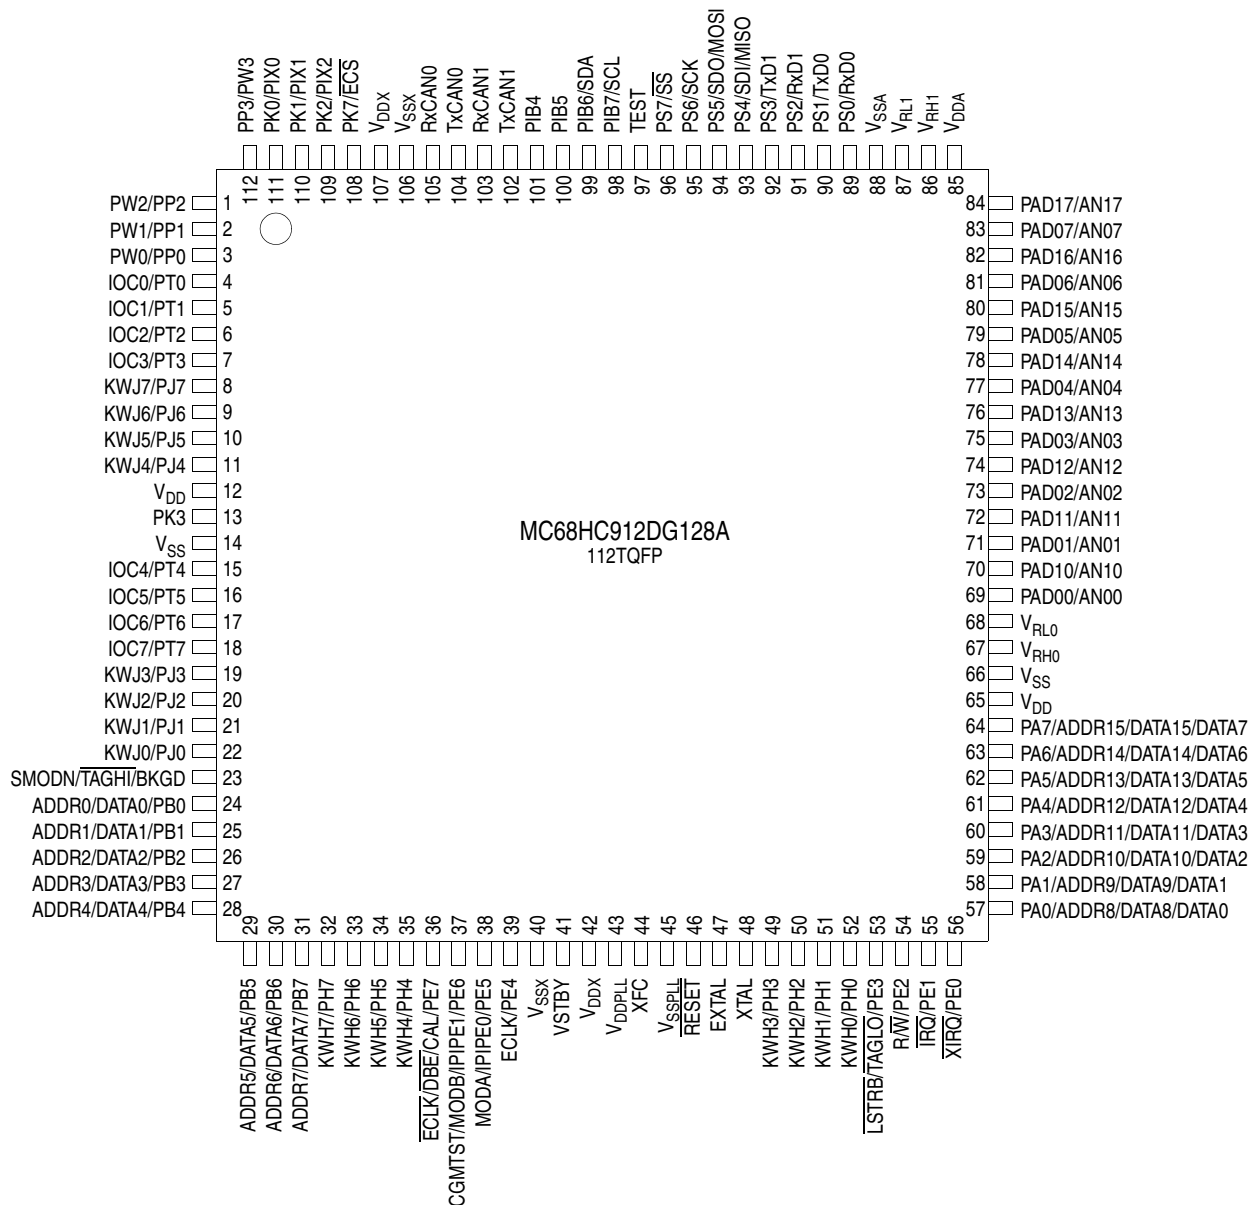 PP3/PW3
PK0/PIX0
PK1/PIX1
PK2/PIX2
PK7/ECS
VDDX
VSSX
RxCAN0
TxCAN0
RxCAN1
TxCAN1
PIB4
PIB5
PIB6/SDA
PIB7/SCL
TEST
PS7/SS
PS6/SCK
PS5/SDO/MOSI
PS4/SDI/MISO
PS3/TxD1
PS2/RxD1
PS1/TxD0
PS0/RxD0
VSSA
VRL1
VRH1
VDDA
112
111
110
109
108
107
106
105
104
103
102
101
100
99
98
97
96
95
94
93
92
91
90
89
88
87
86
85
PW2/PP2 1
PW1/PP1 2
PW0/PP0 3
IOC0/PT0 4
IOC1/PT1 5
IOC2/PT2 6
IOC3/PT3 7
KWJ7/PJ7 8
KWJ6/PJ6 9
KWJ5/PJ5 10
KWJ4/PJ4 11
VDD 12
PK3 13
VSS 14
IOC4/PT4 15
IOC5/PT5 16
IOC6/PT6 17
IOC7/PT7 18
KWJ3/PJ3 19
KWJ2/PJ2 20
KWJ1/PJ1 21
KWJ0/PJ0 22
SMODN/TAGHI/BKGD 23
ADDR0/DATA0/PB0 24
ADDR1/DATA1/PB1 25
ADDR2/DATA2/PB2 26
ADDR3/DATA3/PB3 27
ADDR4/DATA4/PB4 28
MC68HC912DG128A
112TQFP
84 PAD17/AN17
83 PAD07/AN07
82 PAD16/AN16
81 PAD06/AN06
80 PAD15/AN15
79 PAD05/AN05
78 PAD14/AN14
77 PAD04/AN04
76 PAD13/AN13
75 PAD03/AN03
74 PAD12/AN12
73 PAD02/AN02
72 PAD11/AN11
71 PAD01/AN01
70 PAD10/AN10
69 PAD00/AN00
68 VRL0
67 VRH0
66 VSS
65 VDD
64 PA7/ADDR15/DATA15/DATA7
63 PA6/ADDR14/DATA14/DATA6
62 PA5/ADDR13/DATA13/DATA5
61 PA4/ADDR12/DATA12/DATA4
60 PA3/ADDR11/DATA11/DATA3
59 PA2/ADDR10/DATA10/DATA2
58 PA1/ADDR9/DATA9/DATA1
57 PA0/ADDR8/DATA8/DATA0
29
30
31
32
33
34
35
36
37
38
39
40
41
42
43
44
45
46
47
48
49
50
51
52
53
54
55
56
ADDR5/DATA5/PB5
ADDR6/DATA6/PB6
ADDR7/DATA7/PB7
KWH7/PH7
KWH6/PH6
KWH5/PH5
KWH4/PH4
ECLK/DBE/CAL/PE7
CGMTST/MODB/IPIPE1/PE6
MODA/IPIPE0/PE5
ECLK/PE4
VSSX
VSTBY
VDDX
VDDPLL
XFC
VSSPLL
RESET
EXTAL
XTAL
KWH3/PH3
KWH2/PH2
KWH1/PH1
KWH0/PH0
LSTRB/TAGLO/PE3
R/W/PE2
IRQ/PE1
XIRQ/PE0